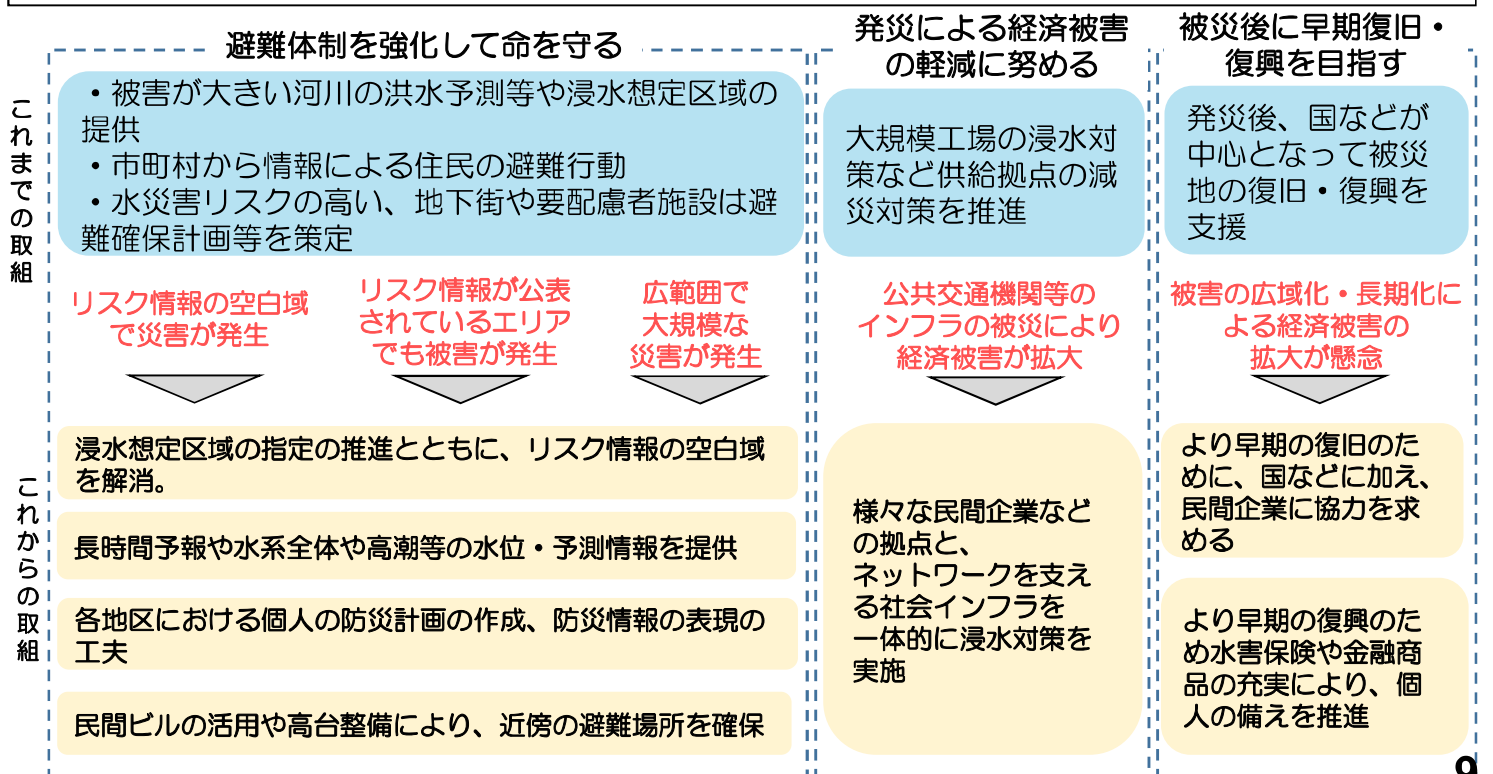 避難体制を強化して命を守る
これまでの取組
・被害が大きい河川の洪水予測等や浸水想定区域の
提供
・市町村から情報による住民の避難行動
・水災害リスクの高い、地下街や要配慮者施設は避
難確保計画等を策定
リスク情報の空白域
で災害が発生
リスク情報が公表
されているエリア
でも被害が発生
広範囲で
大規模な
災害が発生
これからの取組
浸水想定区域の指定の推進とともに、リスク情報の空白域
を解消。
長時間予報や水系全体や高潮等の水位・予測情報を提供
各地区における個人の防災計画の作成、防災情報の表現の
工夫
民間ビルの活用や高台整備により、近傍の避難場所を確保
発災による経済被害
の軽減に努める
大規模工場の浸水対
策など供給拠点の減
災対策を推進
公共交通機関等の
インフラの被災により
経済被害が拡大
様々な民間企業など
の拠点と、
ネットワークを支え
る社会インフラを
一体的に浸水対策を
実施
被災後に早期復旧・
復興を目指す
発災後、国などが
中心となって被災
地の復旧・復興を
支援
被害の広域化・長期化に
よる経済被害の
拡大が懸念
より早期の復旧のた
めに、国などに加え、
民間企業に協力を求
める
より早期の復興のた
め水害保険や金融商
品の充実により、個
人の備えを推進
9